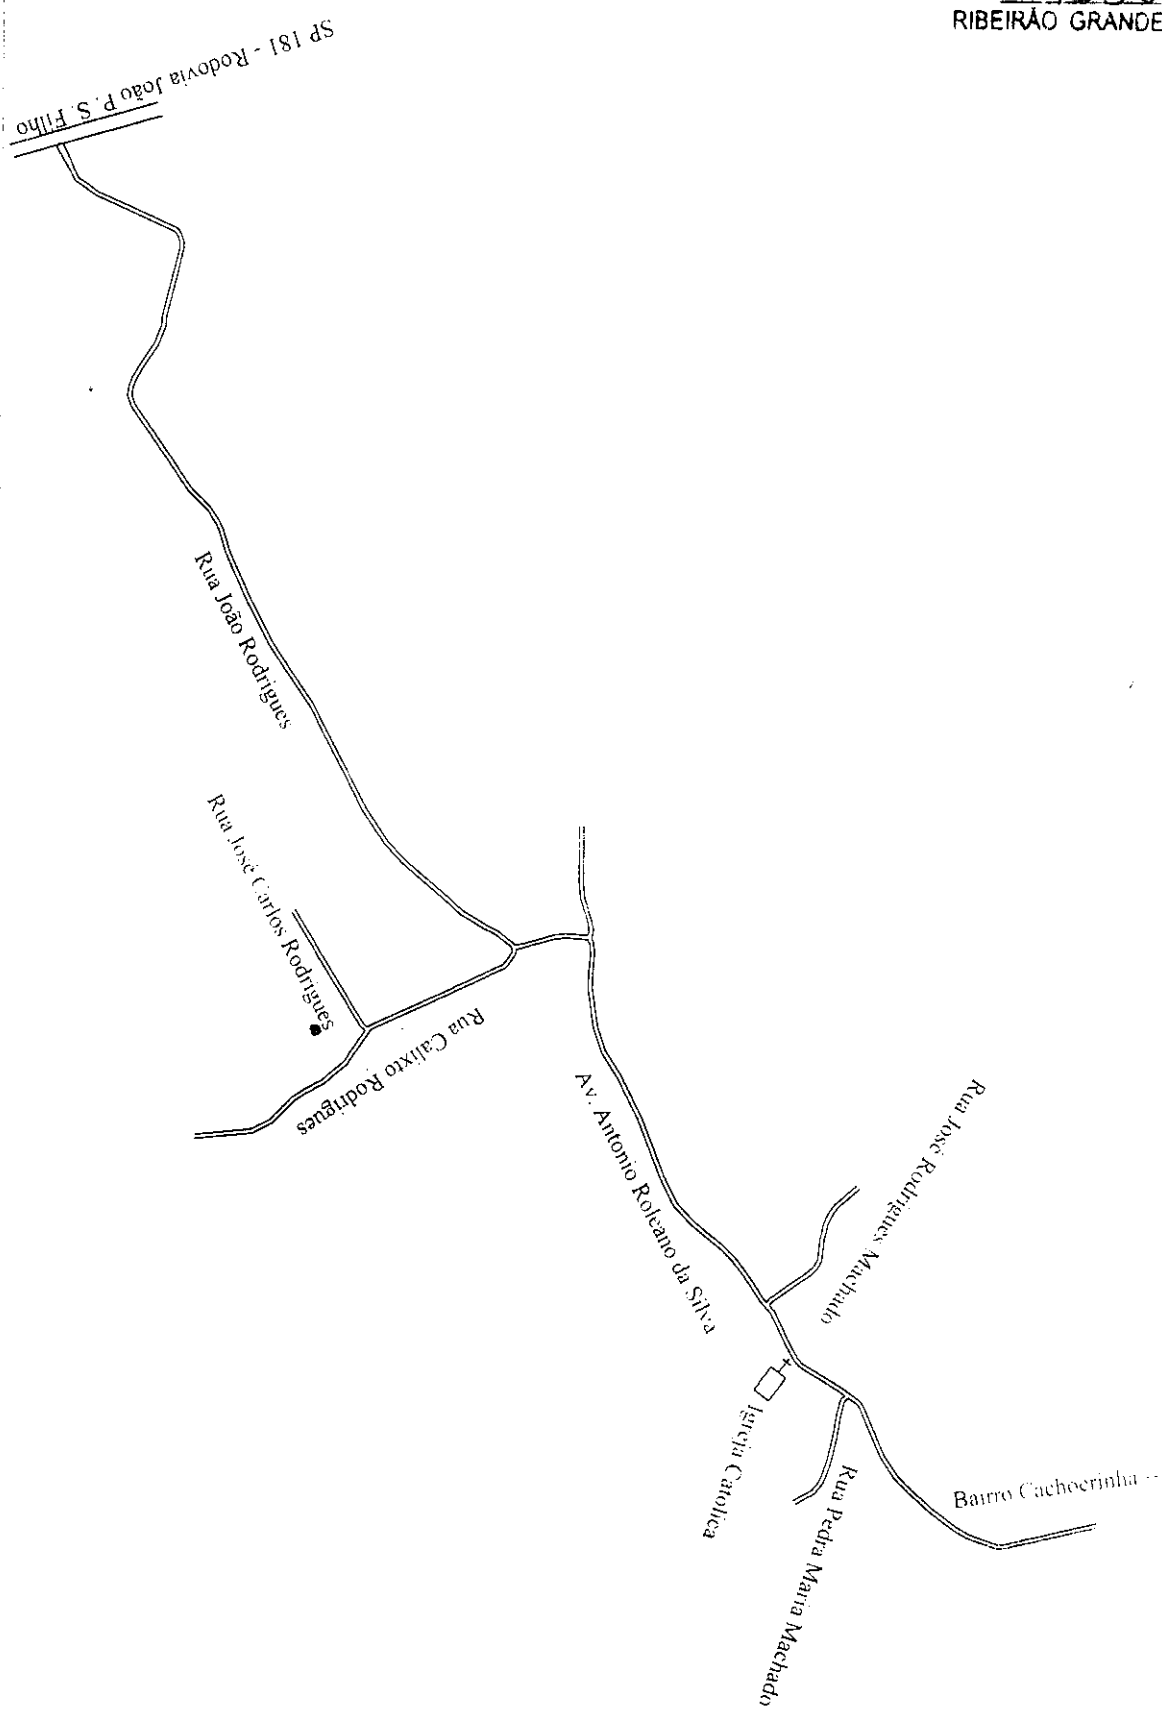 RIBEIRÃO GRANDE
SP 181 - Rodovia João P. S. Filho
Rua João Rodrigues
Rua José Carlos Rodrigues
Rua Calixto Rodrigues
Av. Antonio Roleano da Silva
Rua José Rodrigues Machado
Igreja Catolica
Rua Pedra Maria Machado
Bairro Cachoerinha